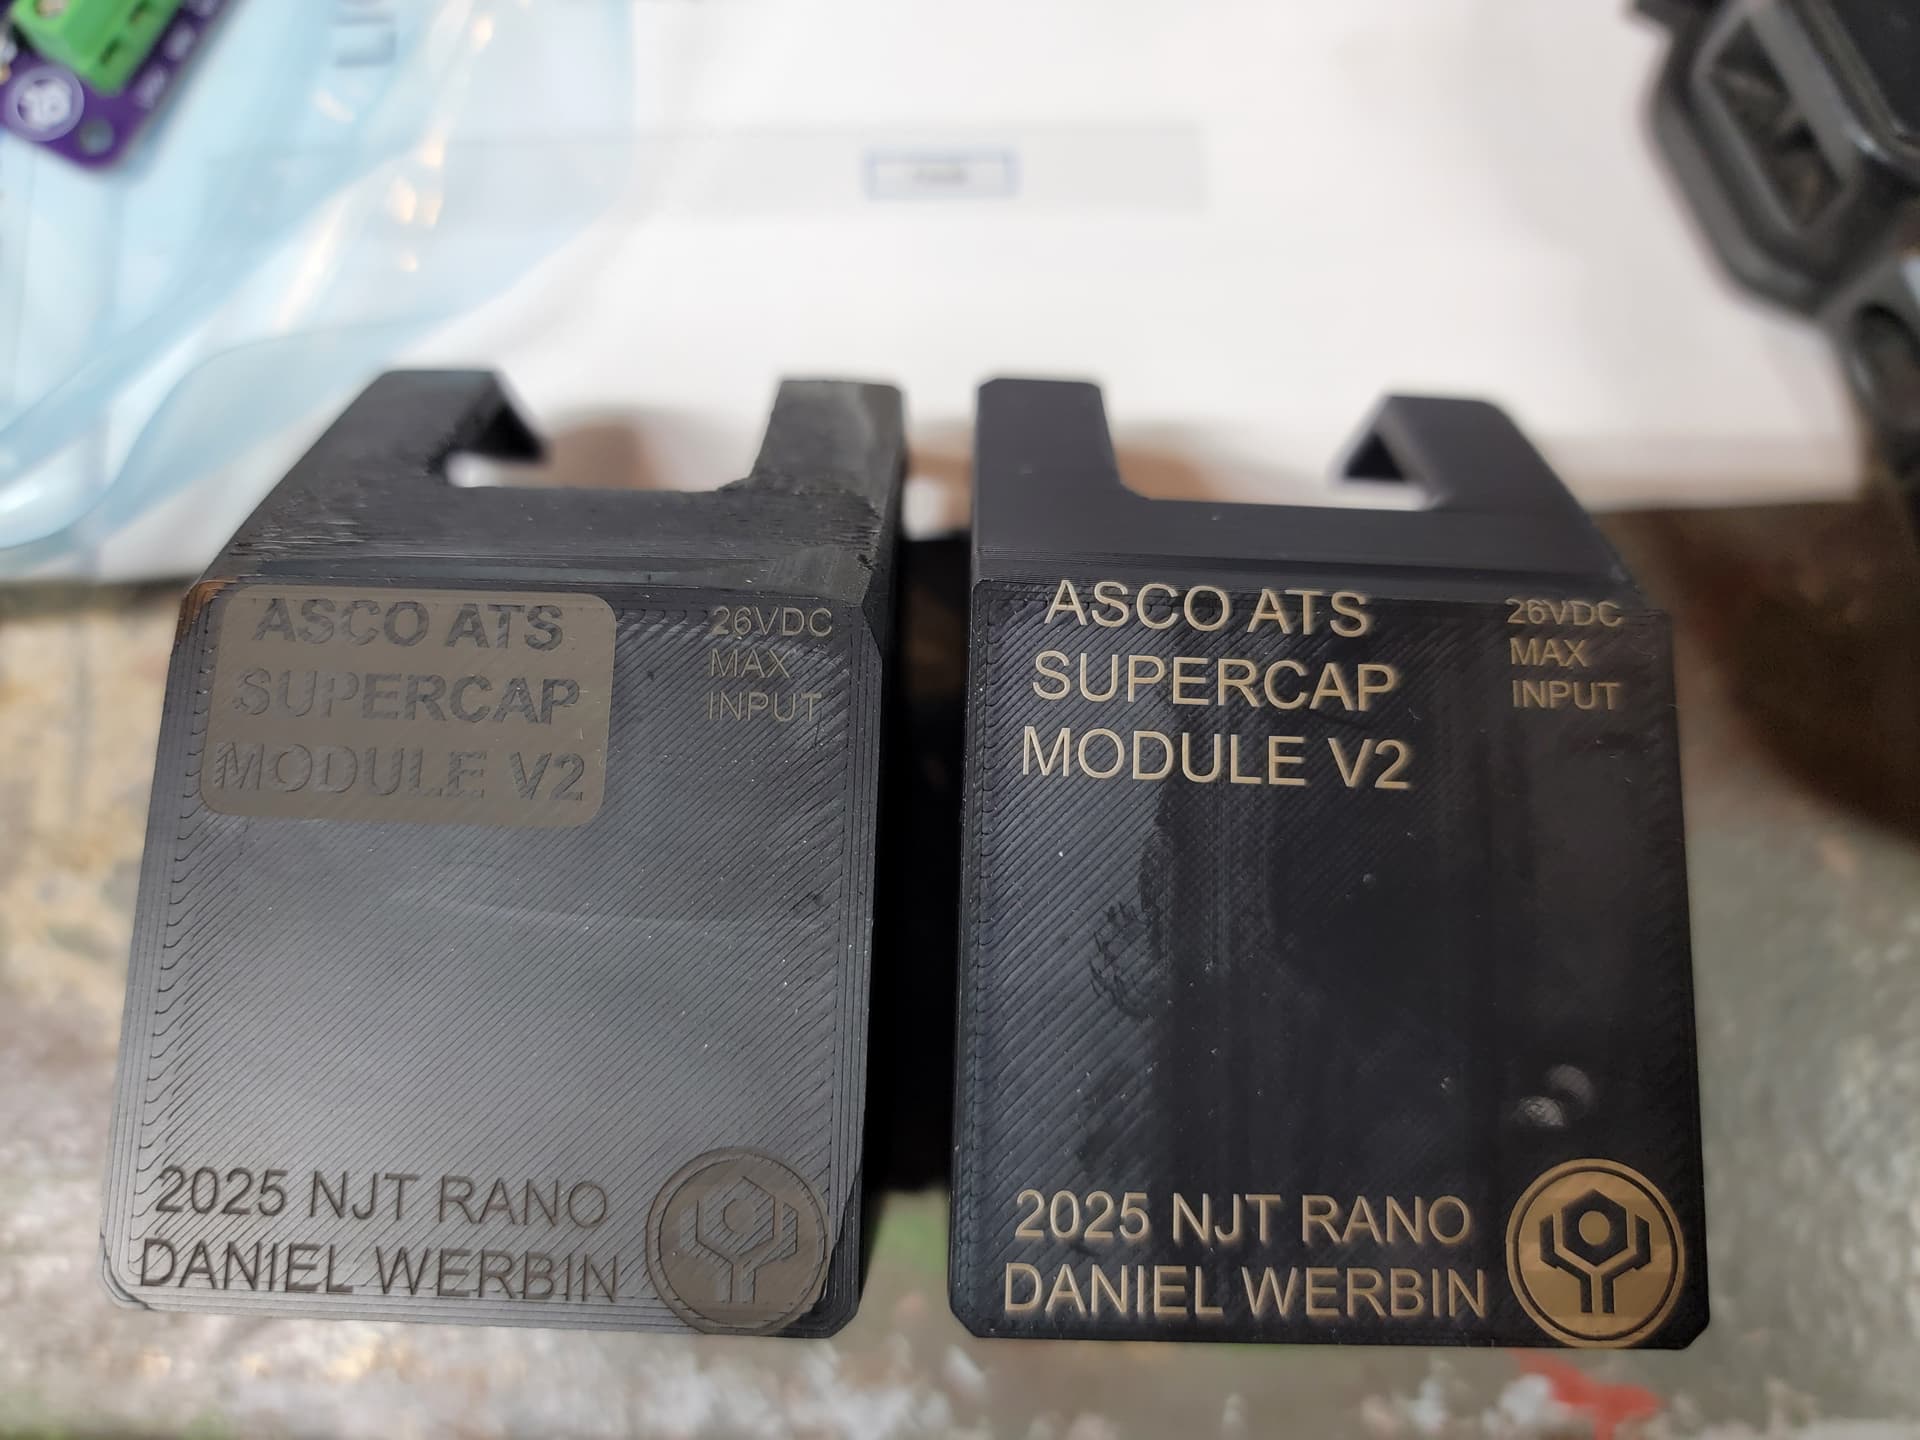 ASCO ATS
SUPERCAP
MODULE V2
26VDC
MAX
INPUT
2025 NJT RANO
DANIEL WERBIN
ASCO ATS
SUPERCAP
MODULE V2
26VDC
MAX
INPUT
2025 NJT RANO
DANIEL WERBIN